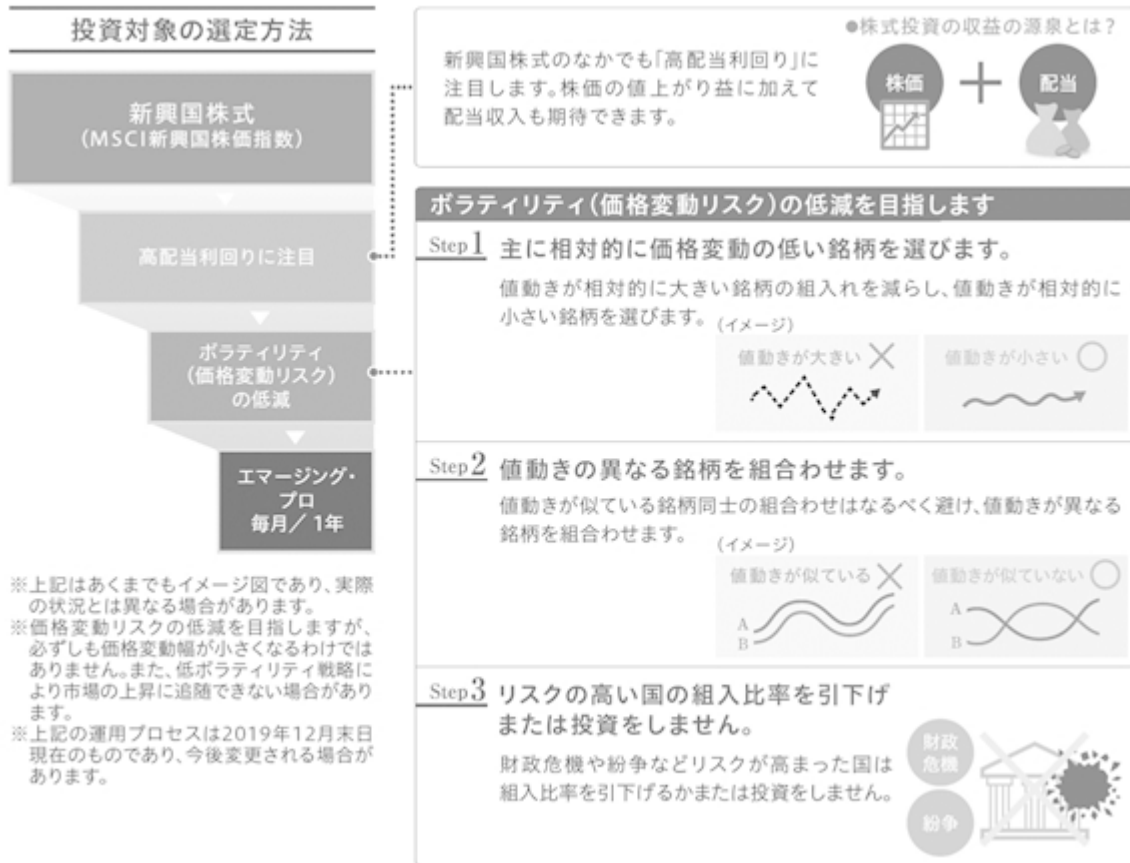 投資対象の選定方法
新興国株式
(MSCI新興国株価指数)
高配当利回りに注目
ボラティリティ
(価格変動リスク)
の低減
エマージング・
プロ
毎月／1年
※上記はあくまでもイメージ図であり、実際
の状況とは異なる場合があります。
※価格変動リスクの低減を目指しますが、
必ずしも価格変動幅が小さくなるわけでは
ありません。また、低ボラティリティ戦略に
より市場の上昇に追随できない場合があり
ます。
※上記の運用プロセスは2019年12月末日
現在のものであり、今後変更される場合が
あります。
●株式投資の収益の源泉とは?
新興国株式のなかでも「高配当利回り」に
注目します。株価の値上がり益に加えて
配当収入も期待できます。
株価
＋
配当
ボラティリティ(価格変動リスク)の低減を目指します
Step1 主に相対的に価格変動の低い銘柄を選びます。
値動きが相対的に大きい銘柄の組入れを減らし、値動きが相対的に
小さい銘柄を選びます。
(イメージ)
値動きが大きい ×
値動きが小さい ○
Step2 値動きの異なる銘柄を組合わせます。
値動きが似ている銘柄同士の組合わせはなるべく避け、値動きが異なる
銘柄を組合わせます。
(イメージ)
値動きが似ている ×
A
B
値動きが似ていない ○
A
B
Step3 リスクの高い国の組入比率を引下げ
または投資をしません。
財政危機や紛争などリスクが高まった国は
組入比率を引下げるかまたは投資をしません。
財政
危機
紛争